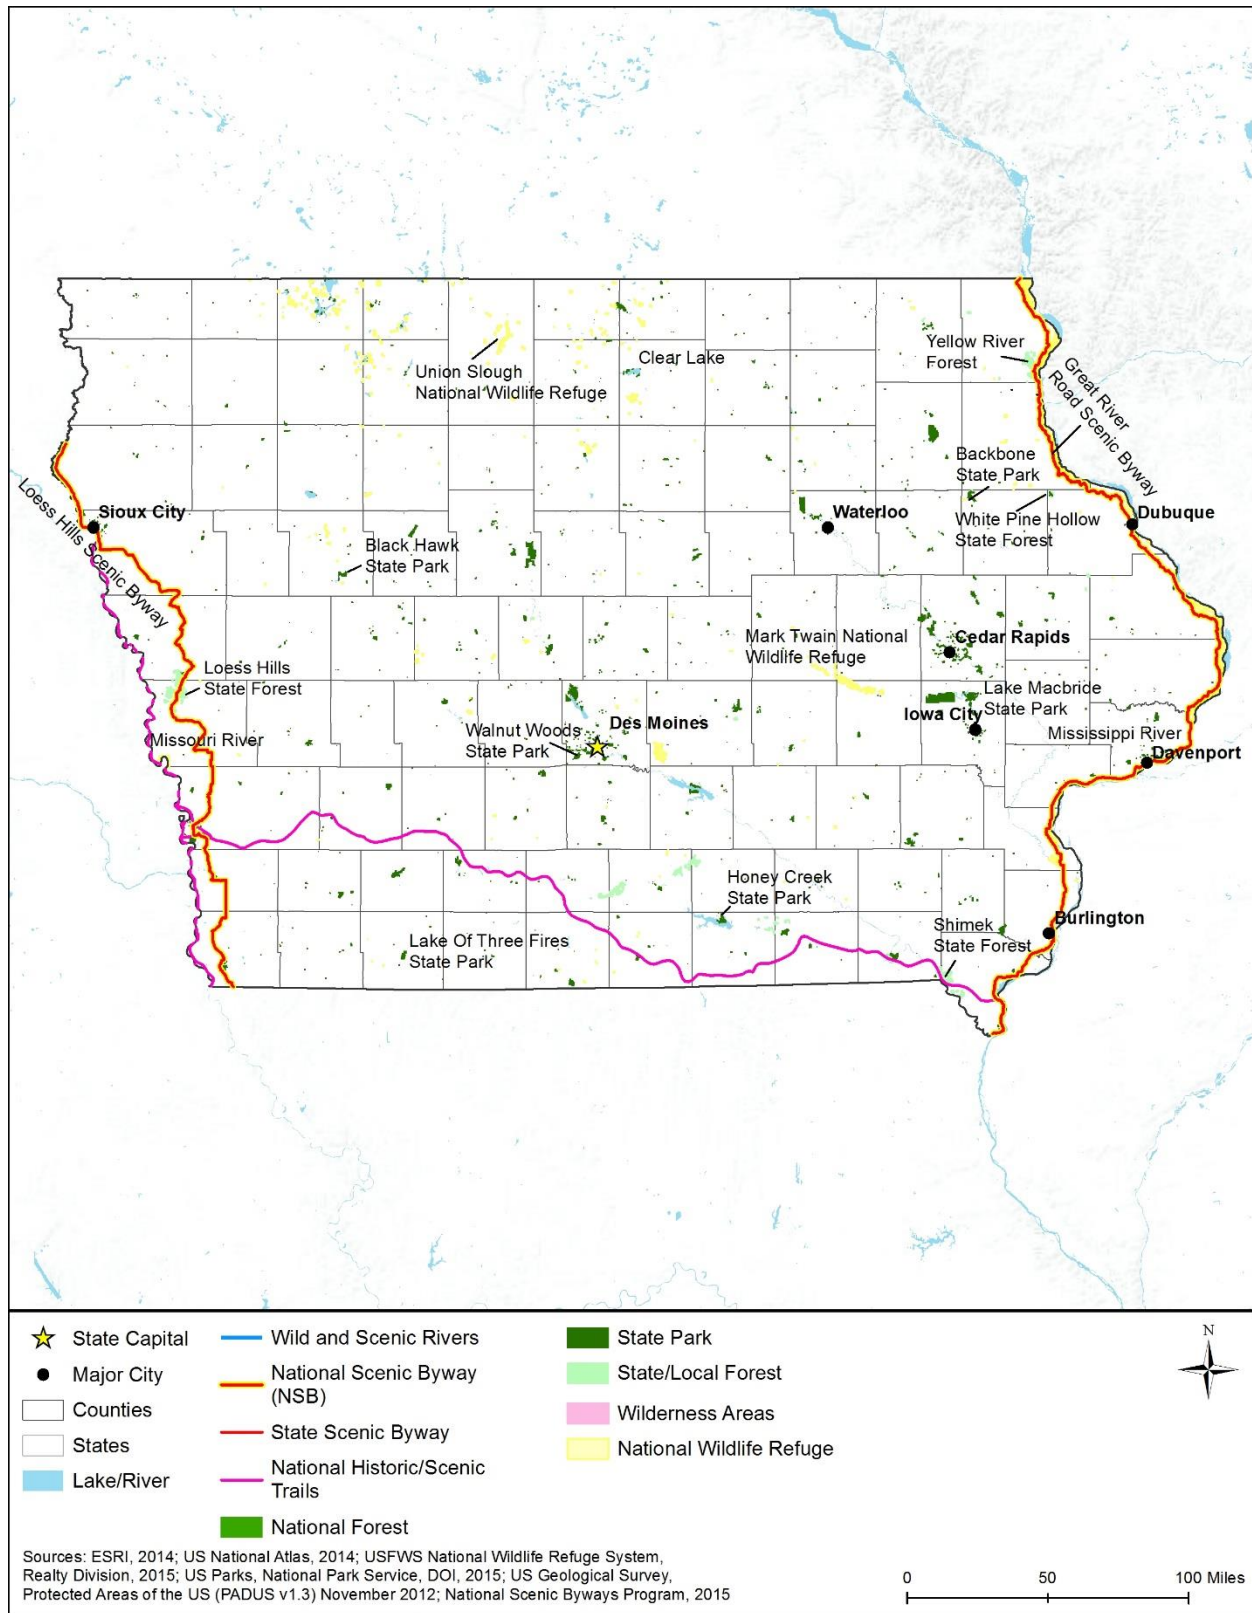 Clear Lake
Union Slough
National Wildlife Refuge
Yellow River
Forest
Great River
Road Scenic Byway
Backbone
State Park
Loess Hills Scenic Byway
Sioux City
Waterloo
White Pine Hollow
State Forest
Dubuque
Black Hawk
State Park
Mark Twain National
Wildlife Refuge
Cedar Rapids
Loess Hills
State Forest
Lake Macbride
State Park
Iowa City
Des Moines
Walnut Woods
State Park
Missouri River
Mississippi River
Davenport
Honey Creek
State Park
Burlington
Shimek
State Forest
Lake Of Three Fires
State Park
State Capital
Major City
Counties
States
Lake/River
Wild and Scenic Rivers
National Scenic Byway
(NSB)
State Scenic Byway
National Historic/Scenic
Trails
National Forest
State Park
State/Local Forest
Wilderness Areas
National Wildlife Refuge
N
Sources: ESRI, 2014; US National Atlas, 2014; USFWS National Wildlife Refuge System,
Realty Division, 2015; US Parks, National Park Service, DOI, 2015; US Geological Survey,
Protected Areas of the US (PADUS v1.3) November 2012; National Scenic Byways Program, 2015
0 50 100 Miles